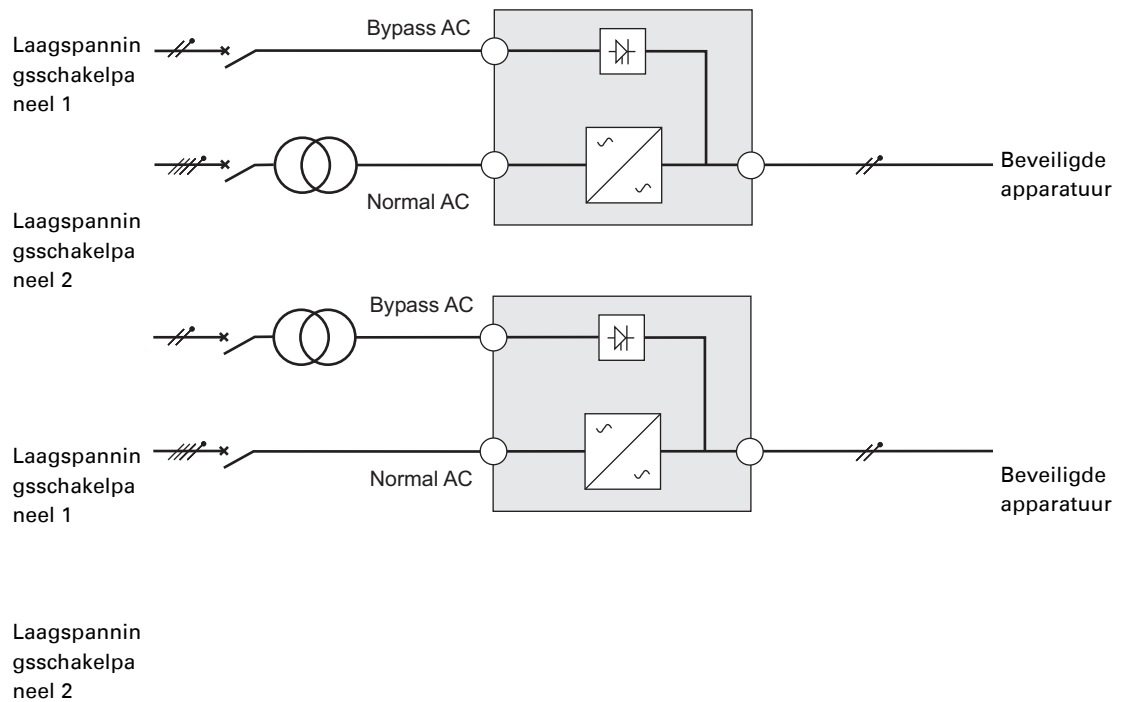 Bypass AC
Laagspannin
gsschakelpa
neel 1
Normal AC
Beveiligde
apparatuur
Laagspannin
gsschakelpa
neel 2
Bypass AC
Laagspannin
gsschakelpa
neel 1
Normal AC
Beveiligde
apparatuur
Laagspannin
gsschakelpa
neel 2